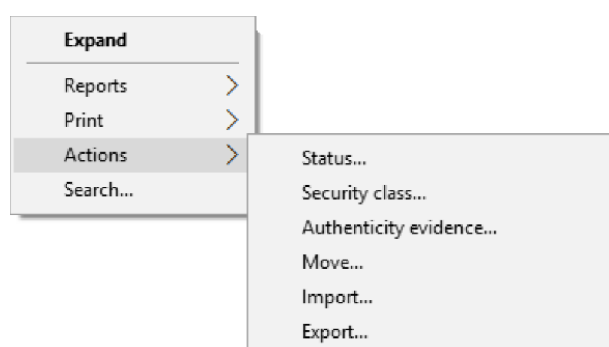 Expand
Reports
Print
Actions
Search...
Status...
Security class...
Authenticity evidence...
Move...
Import...
Export...